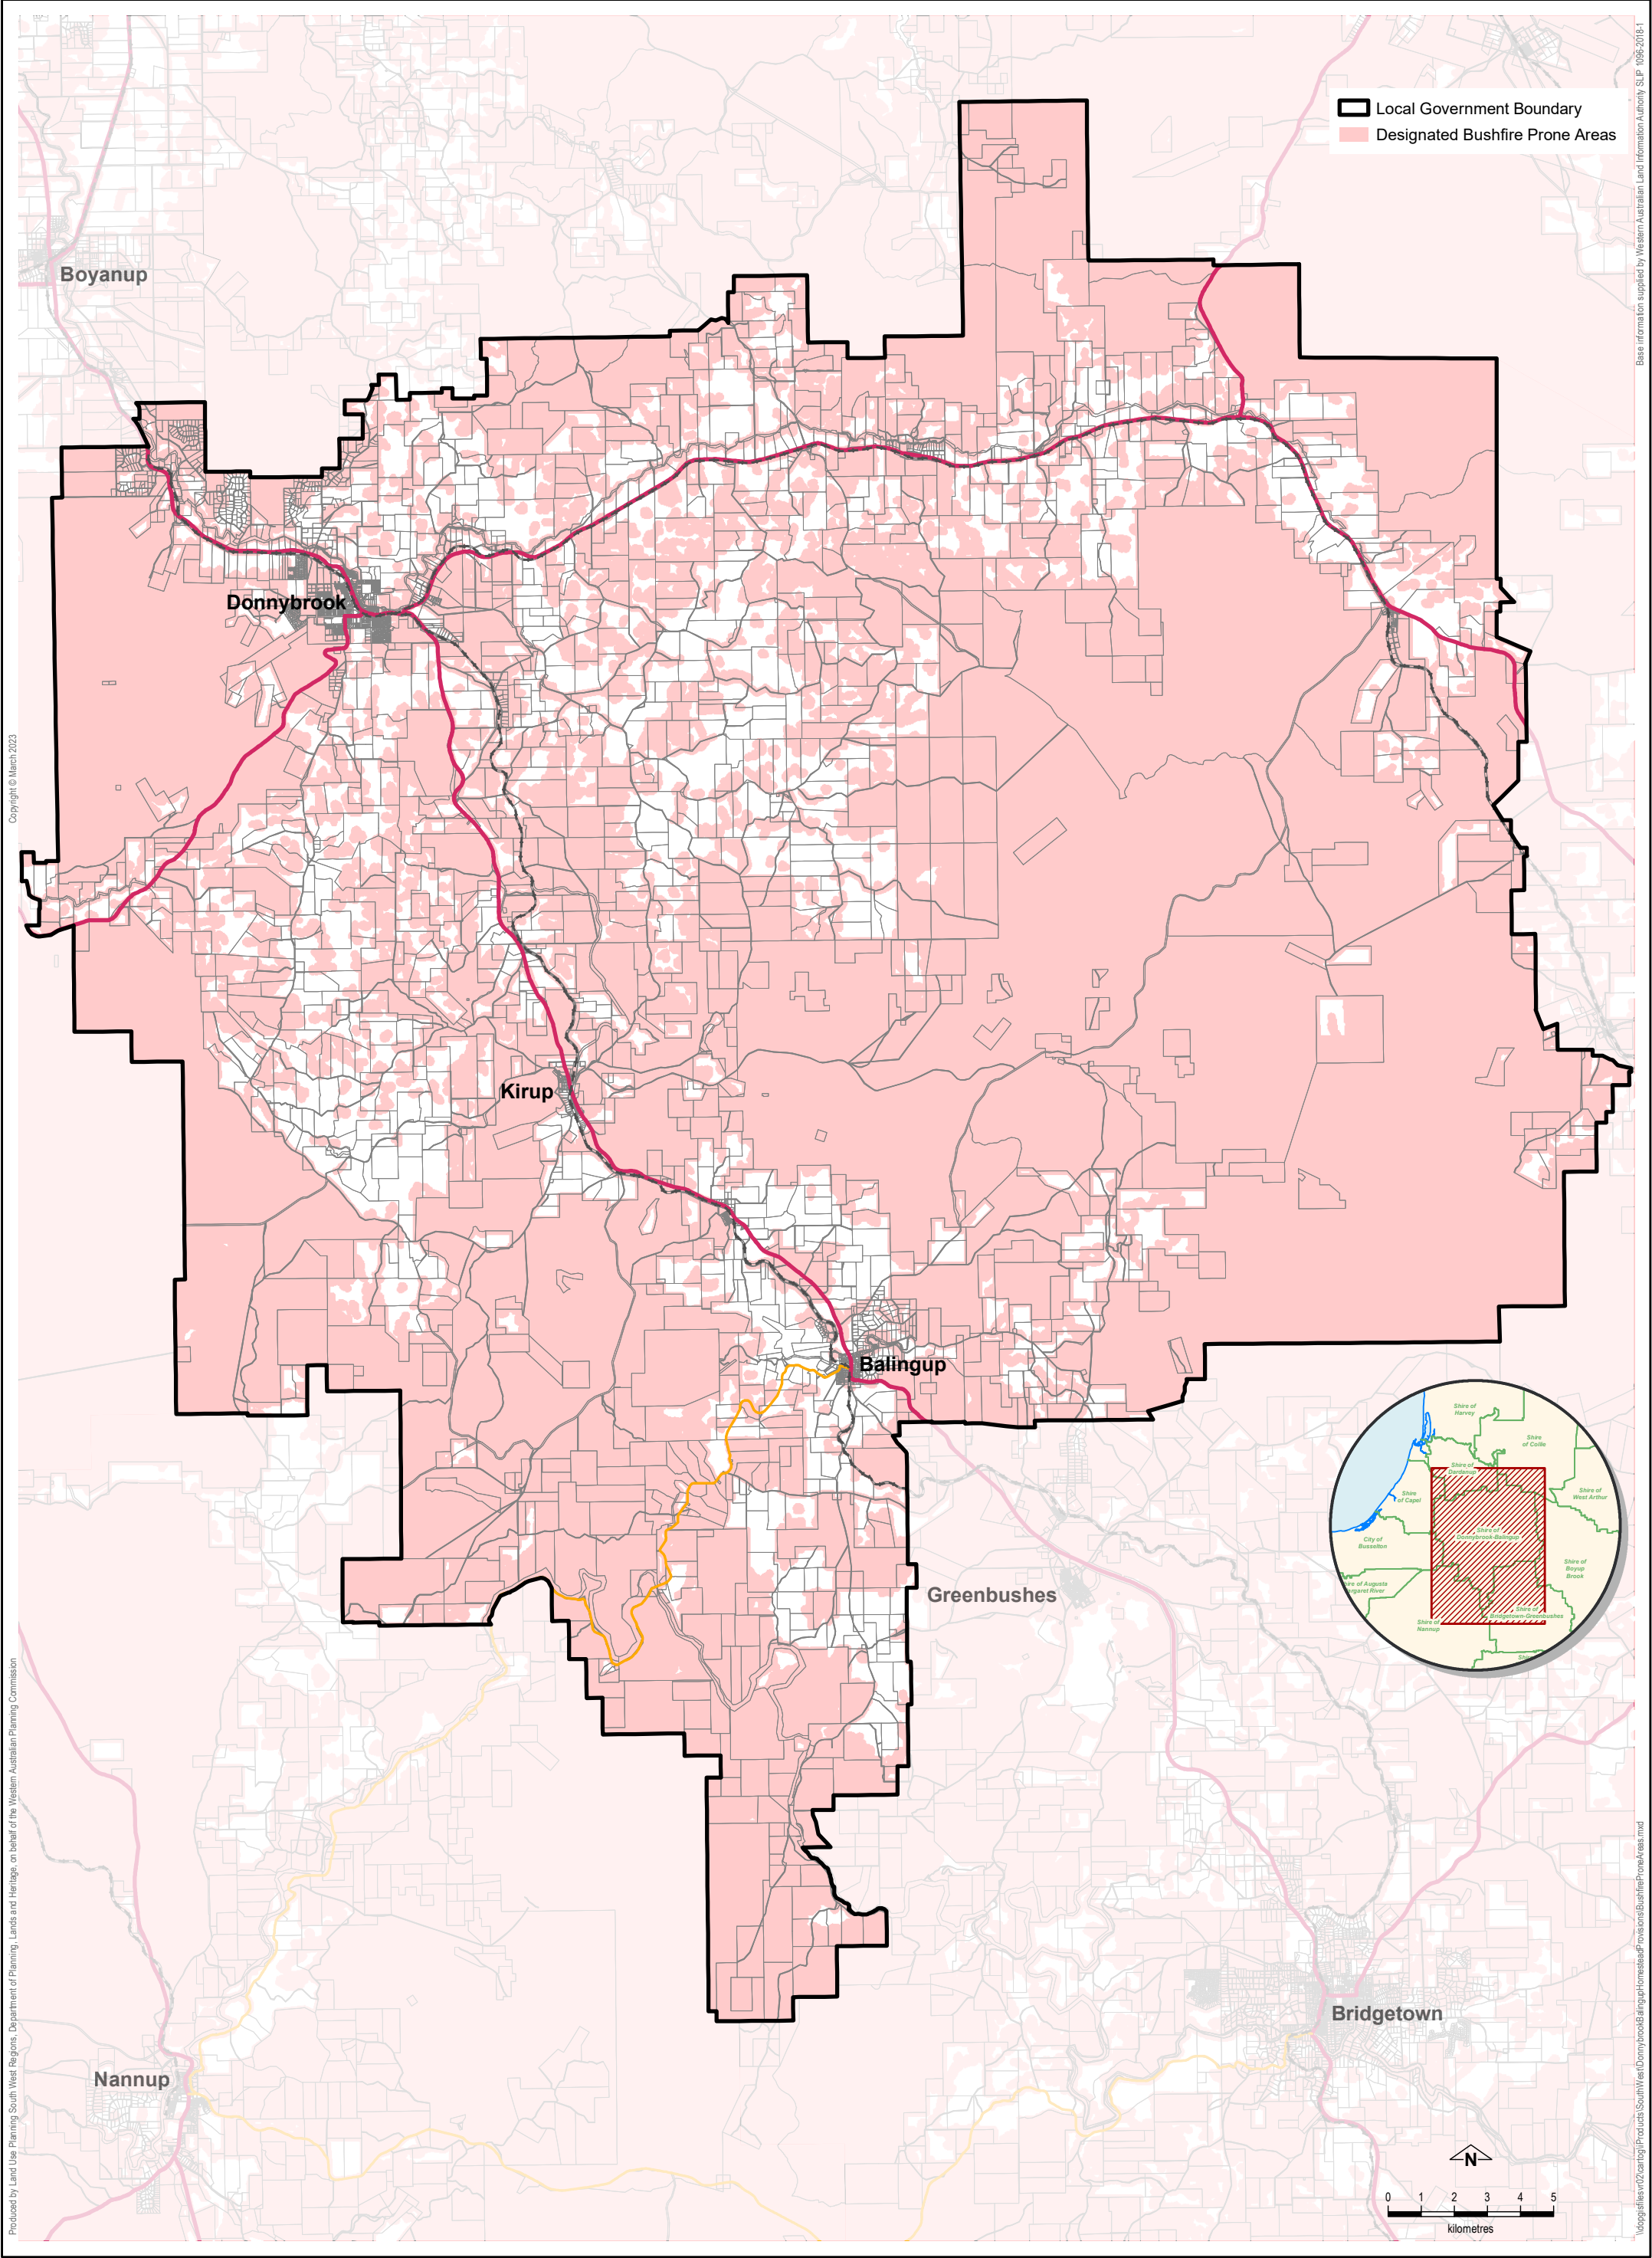 Local Government Boundary
Designated Bushfire Prone Areas
Base information supplied by Western Australian Land Information Authority SLIP 1096-2018-1
Boyanup
Donnybrook
Copyright © March 2023
Kirup
Balingup
Greenbushes
Shire of
Harvey
Shire
of Collie
Shire of
Dardanup
Shire of
West Arthur
Shire
of Capel
Shire of
Donnybrook-Balingup
City of
Busselton
Shire of
Boyup
Brook
ire of Augusta
argaret River
Shire of
Bridgetown-Greenbushes
Shire of
Nannup
Shire
Produced by Land Use Planning South West Regions, Department of Planning, Lands and Heritage, on behalf of the Western Australian Planning Commission
Bridgetown
Nannup
N
0 1 2 3 4 5
kilometres